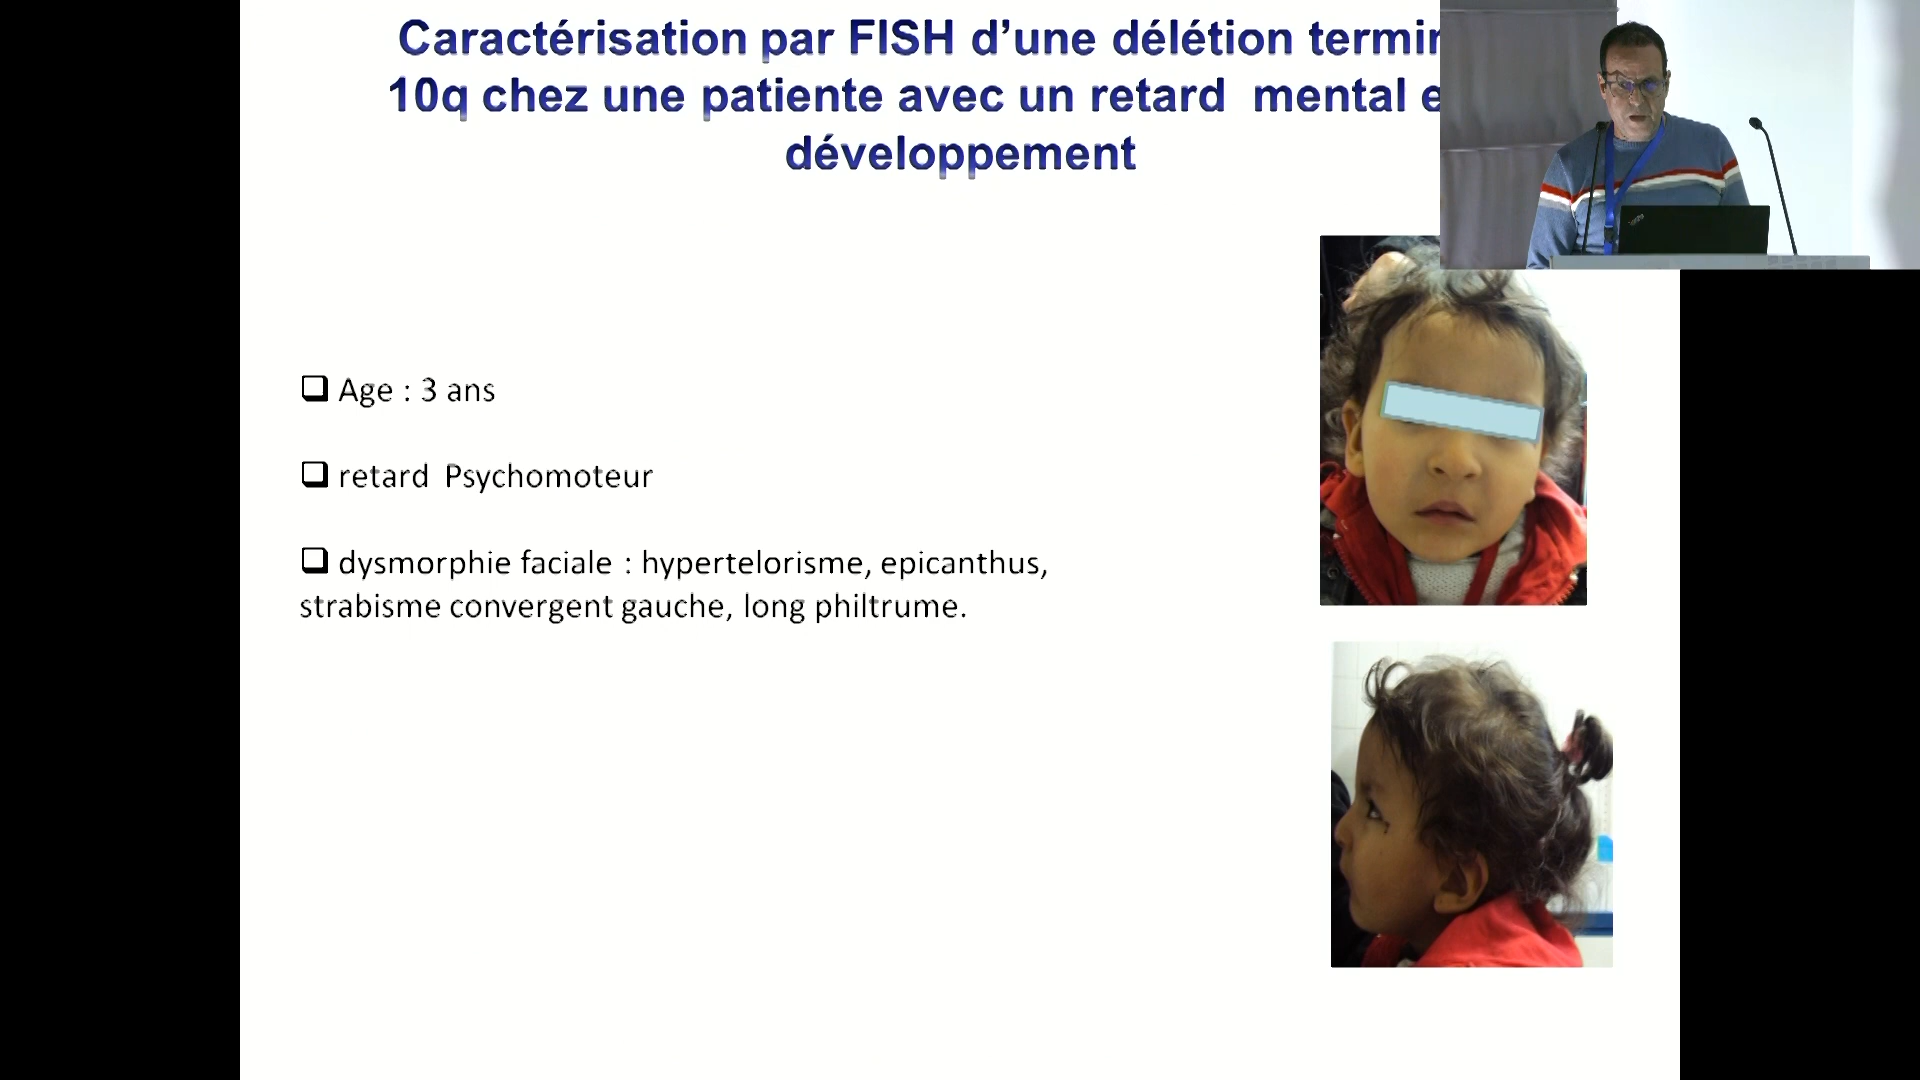 Caractérisation par FISH d’une délétion
10q chez une patiente avec un retard mental
développement
❑ Age : 3 ans
❑ retard Psychomoteur
❑ dysmorphie faciale : hypertelorisme, epicanthus,
strabisme convergent gauche, long philtrume.